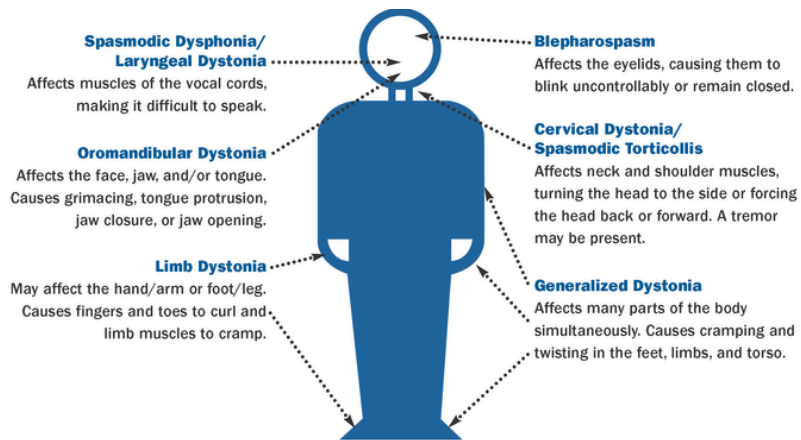 Spasmodic Dysphonia/
Laryngeal Dystonia
Affects muscles of the vocal cords,
making it difficult to speak.
Oromandibular Dystonia
Affects the face, jaw, and/or tongue.
Causes grimacing, tongue protrusion,
jaw closure, or jaw opening.
Limb Dystonia
May affect the hand/arm or foot/leg.
Causes fingers and toes to curl and
limb muscles to cramp.
Blepharospasm
Affects the eyelids, causing them to
blink uncontrollably or remain closed.
Cervical Dystonia/
Spasmodic Torticollis
Affects neck and shoulder muscles,
turning the head to the side or forcing
the head back or forward. A tremor
may be present.
Generalized Dystonia
Affects many parts of the body
simultaneously. Causes cramping and
twisting in the feet, limbs, and torso.